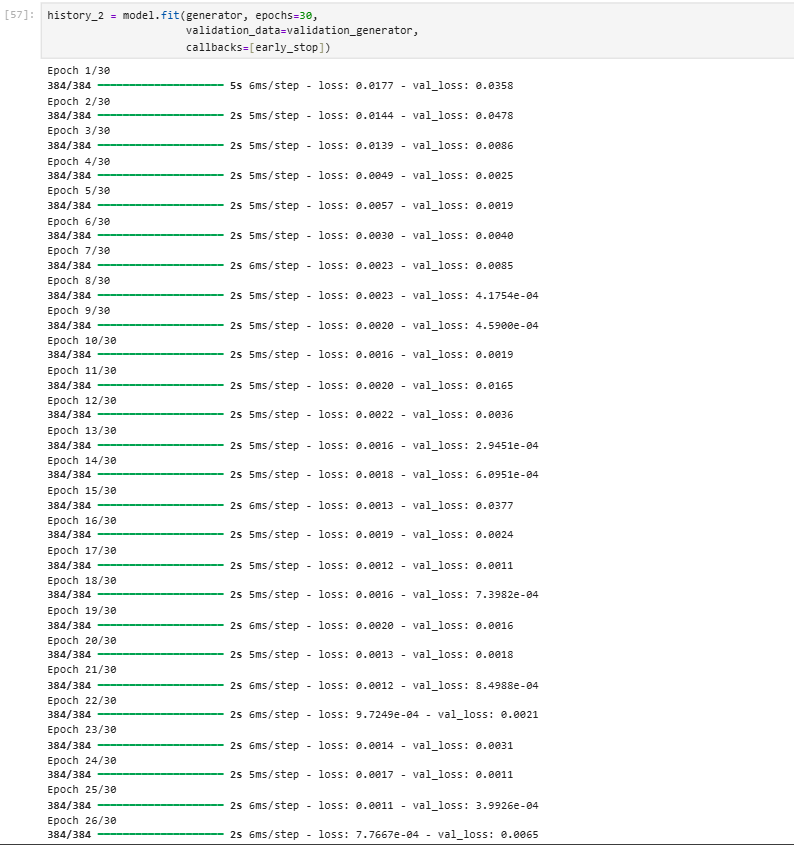 [57]: history_2 = model.fit(generator, epochs=30,
validation_data=validation_generator,
callbacks=[early_stop])
Epoch 1/30
384/384 5s 6ms/step - loss: 0.0177 - val_loss: 0.0358
Epoch 2/30
384/384 2s 5ms/step - loss: 0.0144 - val_loss: 0.0478
Epoch 3/30
384/384 2s 5ms/step - loss: 0.0139 - val_loss: 0.0086
Epoch 4/30
384/384 2s 5ms/step - loss: 0.0049 - val_loss: 0.0025
Epoch 5/30
384/384 2s 5ms/step - loss: 0.0057 - val_loss: 0.0019
Epoch 6/30
384/384 2s 5ms/step - loss: 0.0030 - val_loss: 0.0040
Epoch 7/30
384/384 2s 6ms/step - loss: 0.0023 - val_loss: 0.0085
Epoch 8/30
384/384 2s 5ms/step - loss: 0.0023 - val_loss: 4.1754e-04
Epoch 9/30
384/384 2s 5ms/step - loss: 0.0020 - val_loss: 4.5900e-04
Epoch 10/30
384/384 2s 5ms/step - loss: 0.0016 - val_loss: 0.0019
Epoch 11/30
384/384 2s 5ms/step - loss: 0.0020 - val_loss: 0.0165
Epoch 12/30
384/384 2s 5ms/step - loss: 0.0022 - val_loss: 0.0036
Epoch 13/30
384/384 2s 5ms/step - loss: 0.0016 - val_loss: 2.9451e-04
Epoch 14/30
384/384 2s 5ms/step - loss: 0.0018 - val_loss: 6.0951e-04
Epoch 15/30
384/384 2s 6ms/step - loss: 0.0013 - val_loss: 0.0377
Epoch 16/30
384/384 2s 5ms/step - loss: 0.0019 - val_loss: 0.0024
Epoch 17/30
384/384 2s 5ms/step - loss: 0.0012 - val_loss: 0.0011
Epoch 18/30
384/384 2s 5ms/step - loss: 0.0016 - val_loss: 7.3982e-04
Epoch 19/30
384/384 2s 6ms/step - loss: 0.0020 - val_loss: 0.0016
Epoch 20/30
384/384 2s 5ms/step - loss: 0.0013 - val_loss: 0.0018
Epoch 21/30
384/384 2s 6ms/step - loss: 0.0012 - val_loss: 8.4988e-04
Epoch 22/30
384/384 2s 6ms/step - loss: 9.7249e-04 - val_loss: 0.0021
Epoch 23/30
384/384 2s 6ms/step - loss: 0.0014 - val_loss: 0.0031
Epoch 24/30
384/384 2s 5ms/step - loss: 0.0017 - val_loss: 0.0011
Epoch 25/30
384/384 2s 6ms/step - loss: 0.0011 - val_loss: 3.9926e-04
Epoch 26/30
384/384 2s 6ms/step - loss: 7.7667e-04 - val_loss: 0.0065